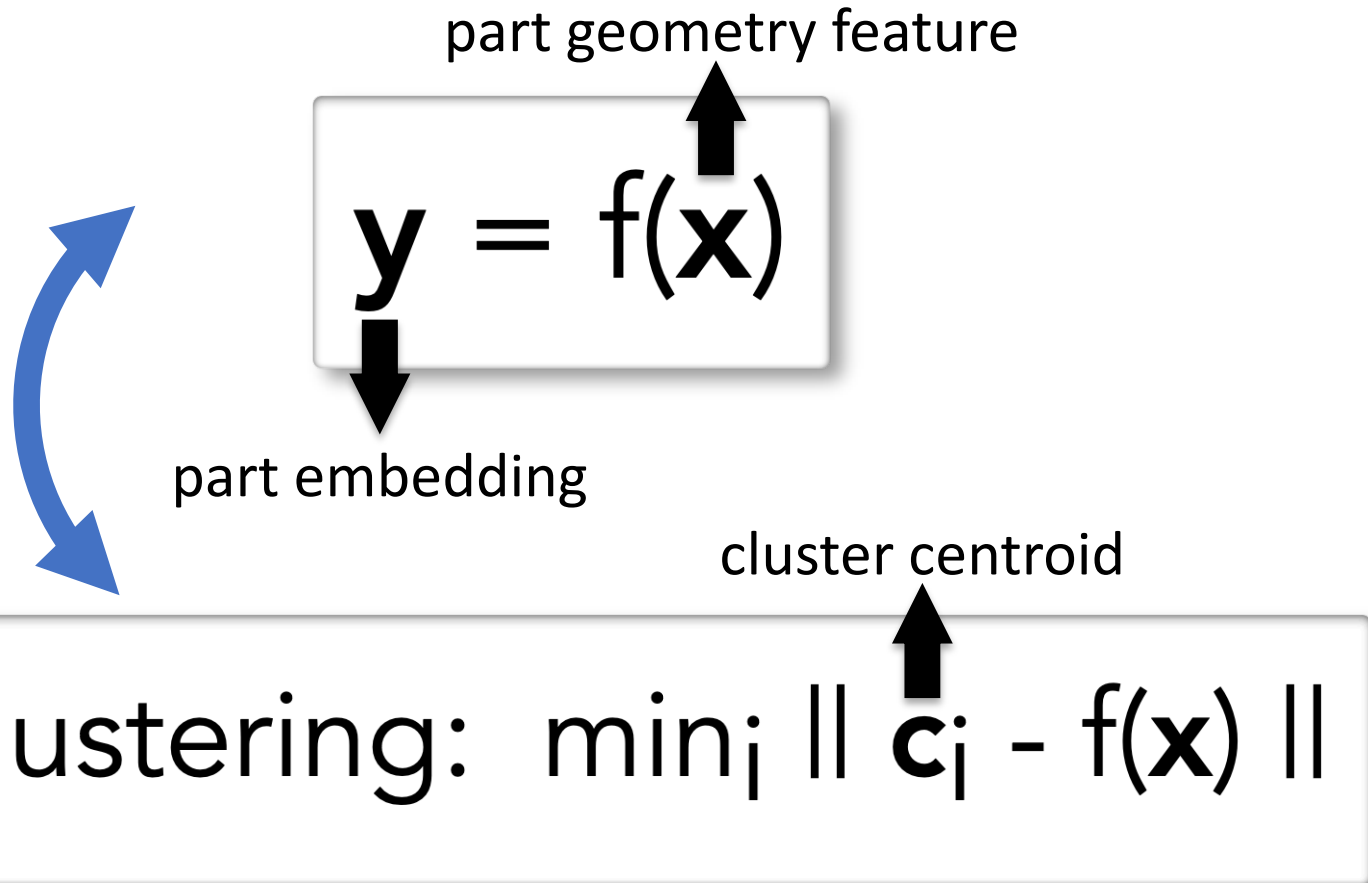 part geometry feature
y = f(x)
part embedding
cluster centroid
ustering: minⱼ || cⱼ - f(x) ||